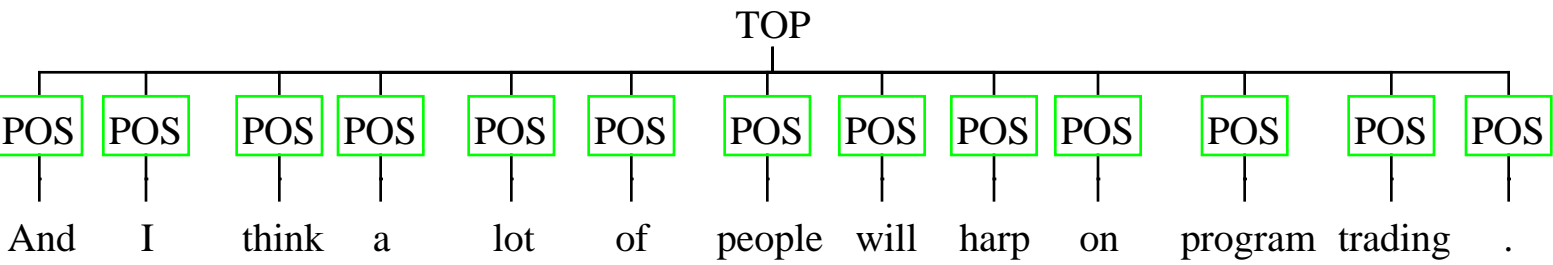 TOP
POS POS POS POS POS POS POS POS POS POS POS POS POS
And I think a lot of people will harp on program trading .